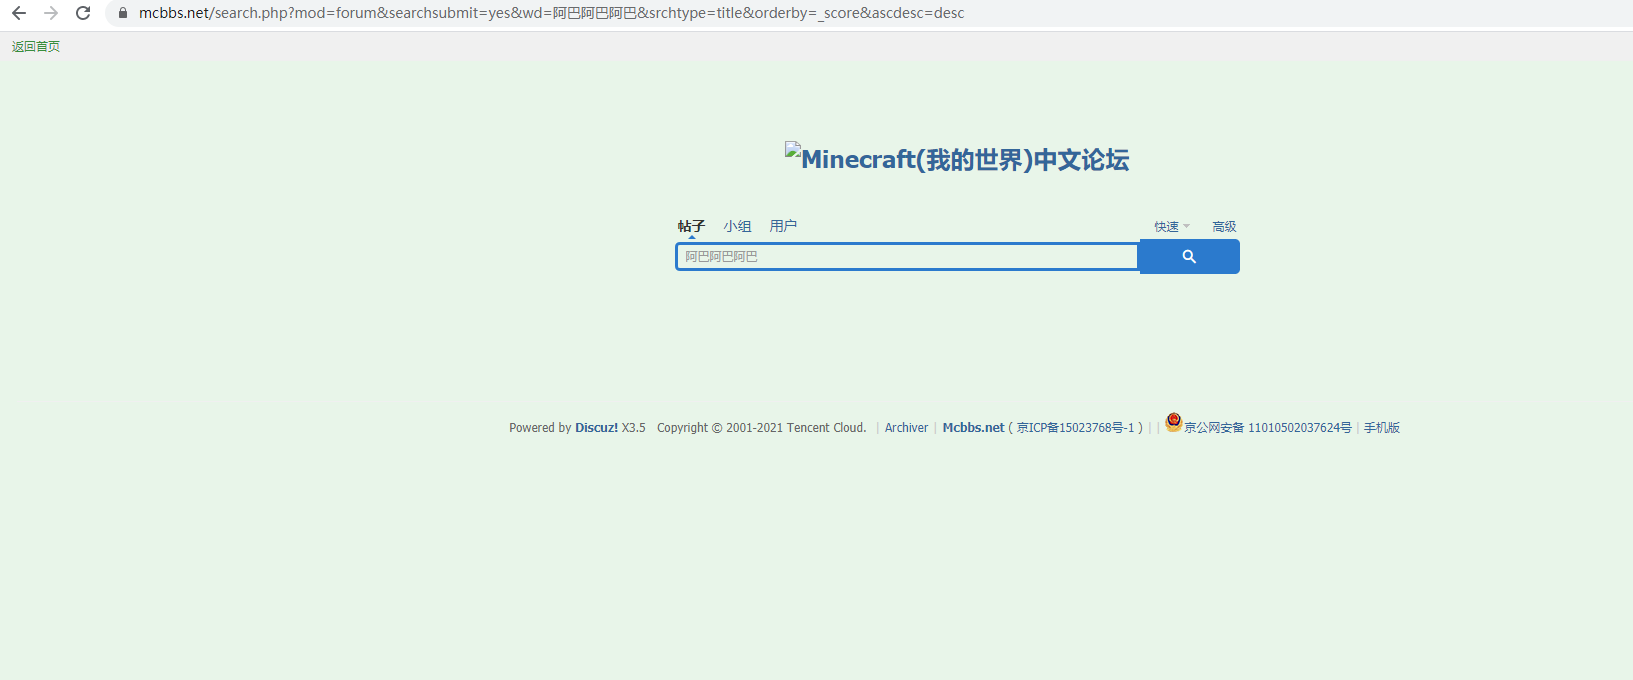 mcbbs.net/search.php?mod=forum&searchsubmit=yes&wd=阿巴阿巴阿巴&srchtype=title&orderby=_score&ascdesc=desc
返回首页
Minecraft(我的世界)中文论坛
帖子 小组 用户 快速 高级
阿巴阿巴阿巴
Powered by Discuz! X3.5 Copyright © 2001-2021 Tencent Cloud. | Archiver | Mcbbs.net ( 京ICP备15023768号-1 ) | | 京公网安备 11010502037624号 | 手机版